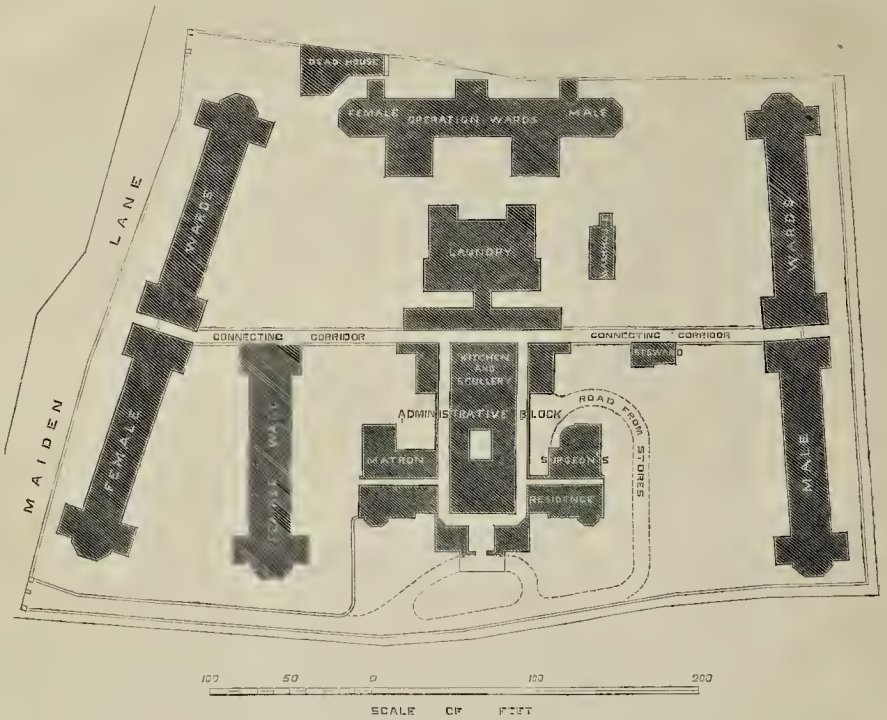 DEAD HOUSE
FEMALE OPERATION WARDS MALE
MAIDEN LANE
WARDS
WARDS
LAUNDRY
CONNECTING CORRIDOR
CONNECTING CORRIDOR
STEWARD
KITCHEN
AND
SCULLERY
ADMINISTRATIVE BLOCK
ROAD FROM STORES
FEMALE
WARD
MALE
MATRON
SURGEON'S
RESIDENCE
100 50 0 100 200
SCALE OF FEET